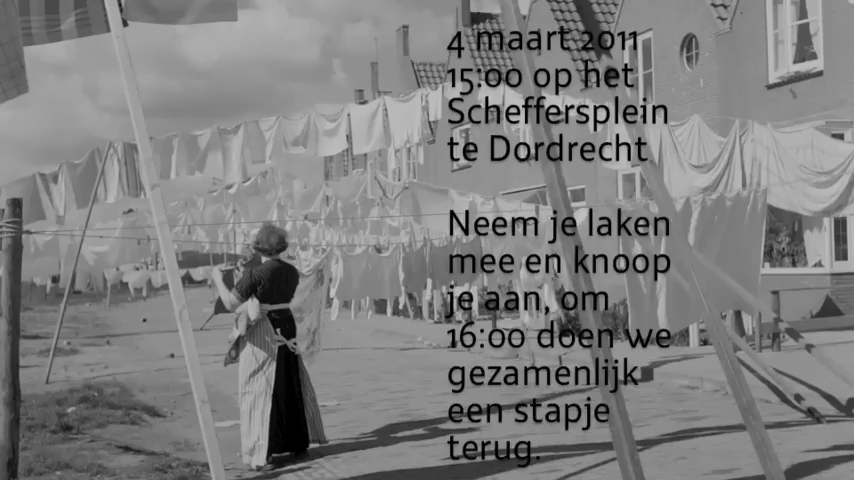 4 maart 2011
15:00 op het
Scheffersplein
te Dordrecht
Neem je laken
mee en knoop
je aan, om
16:00 doen we
gezamenlijk
een stapje
terug.